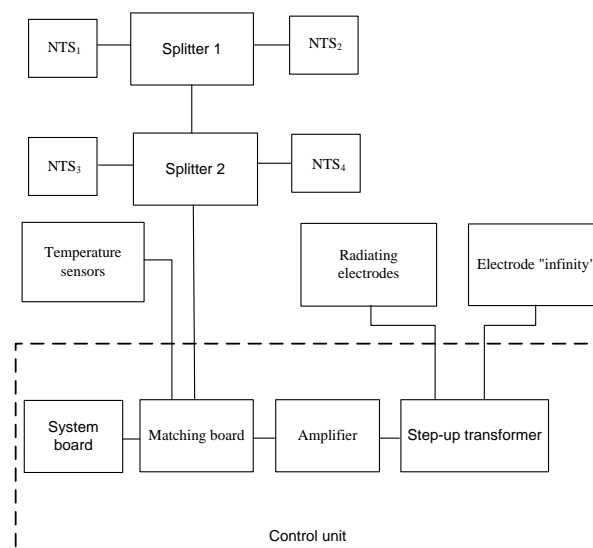 NTS₁
Splitter 1
NTS₂
NTS₃
Splitter 2
NTS₄
Temperature
sensors
Radiating
electrodes
Electrode "infinity"
System
board
Matching board
Amplifier
Step-up transformer
Control unit